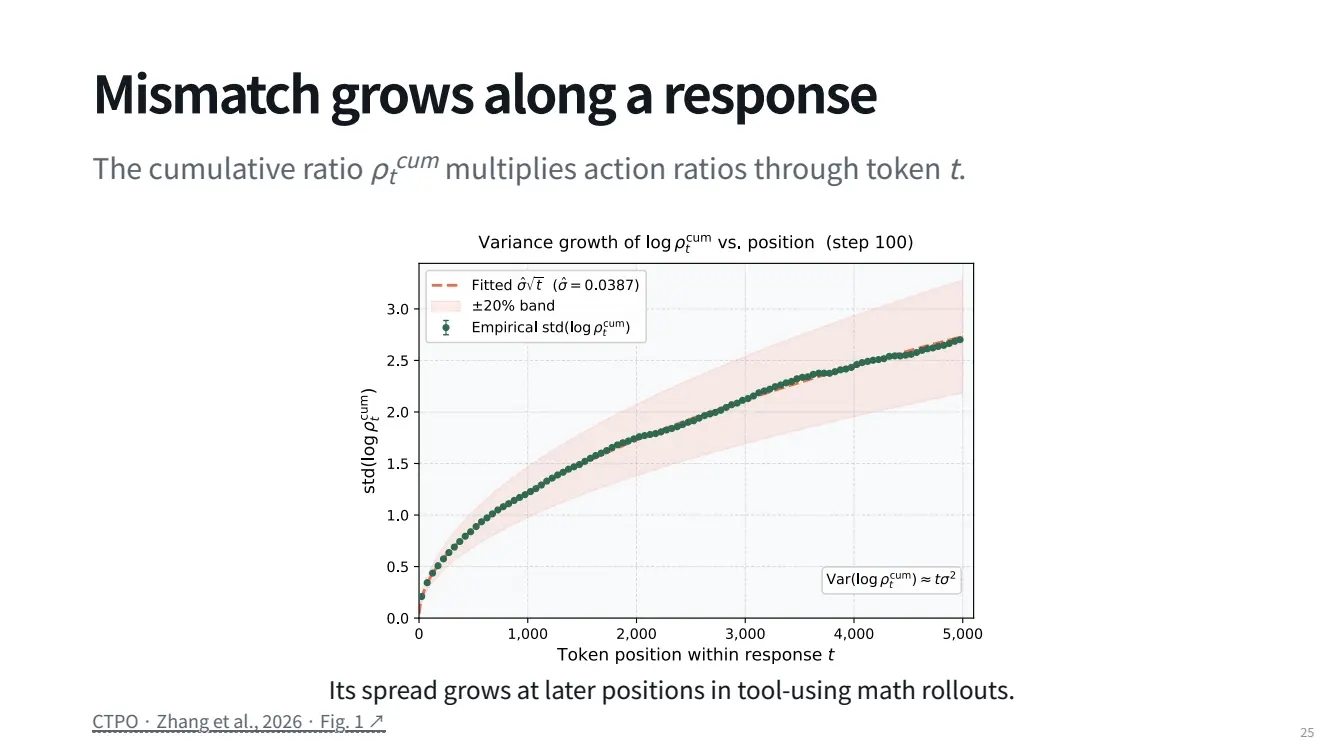 Mismatch grows along a response
The cumulative ratio ρₜᶜᵘᵐ multiplies action ratios through token t.
Variance growth of log ρₜᶜᵘᵐ vs. position (step 100)
Fitted σ̂√t (σ̂ = 0.0387)
±20% band
Empirical std(log ρₜᶜᵘᵐ)
std(log ρₜᶜᵘᵐ)
3.0
2.5
2.0
1.5
1.0
0.5
0.0
Var(log ρₜᶜᵘᵐ) ≈ tσ²
0 1,000 2,000 3,000 4,000 5,000
Token position within response t
Its spread grows at later positions in tool-using math rollouts.
CTPO · Zhang et al., 2026 · Fig. 1 ↗
25